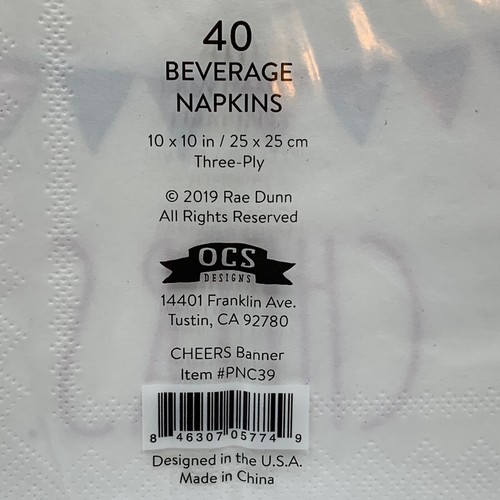 40
BEVERAGE
NAPKINS
10 x 10 in / 25 x 25 cm
Three-Ply
© 2019 Rae Dunn
All Rights Reserved
OCS
DESIGNS
14401 Franklin Ave.
Tustin, CA 92780
CHEERS Banner
Item #PNC39
8 46307 05774 9
Designed in the U.S.A.
Made in China